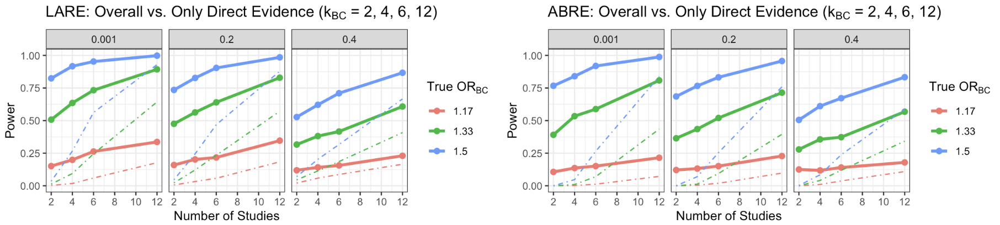 LARE: Overall vs. Only Direct Evidence (kBC = 2, 4, 6, 12)
0.001 0.2 0.4
Power
1.00
0.75
0.50
0.25
0.00
2 4 6 8 10 12 2 4 6 8 10 12 2 4 6 8 10 12
Number of Studies
True ORBC
1.17
1.33
1.5
ABRE: Overall vs. Only Direct Evidence (kBC = 2, 4, 6, 12)
0.001 0.2 0.4
Power
1.00
0.75
0.50
0.25
0.00
2 4 6 8 10 12 2 4 6 8 10 12 2 4 6 8 10 12
Number of Studies
True ORBC
1.17
1.33
1.5